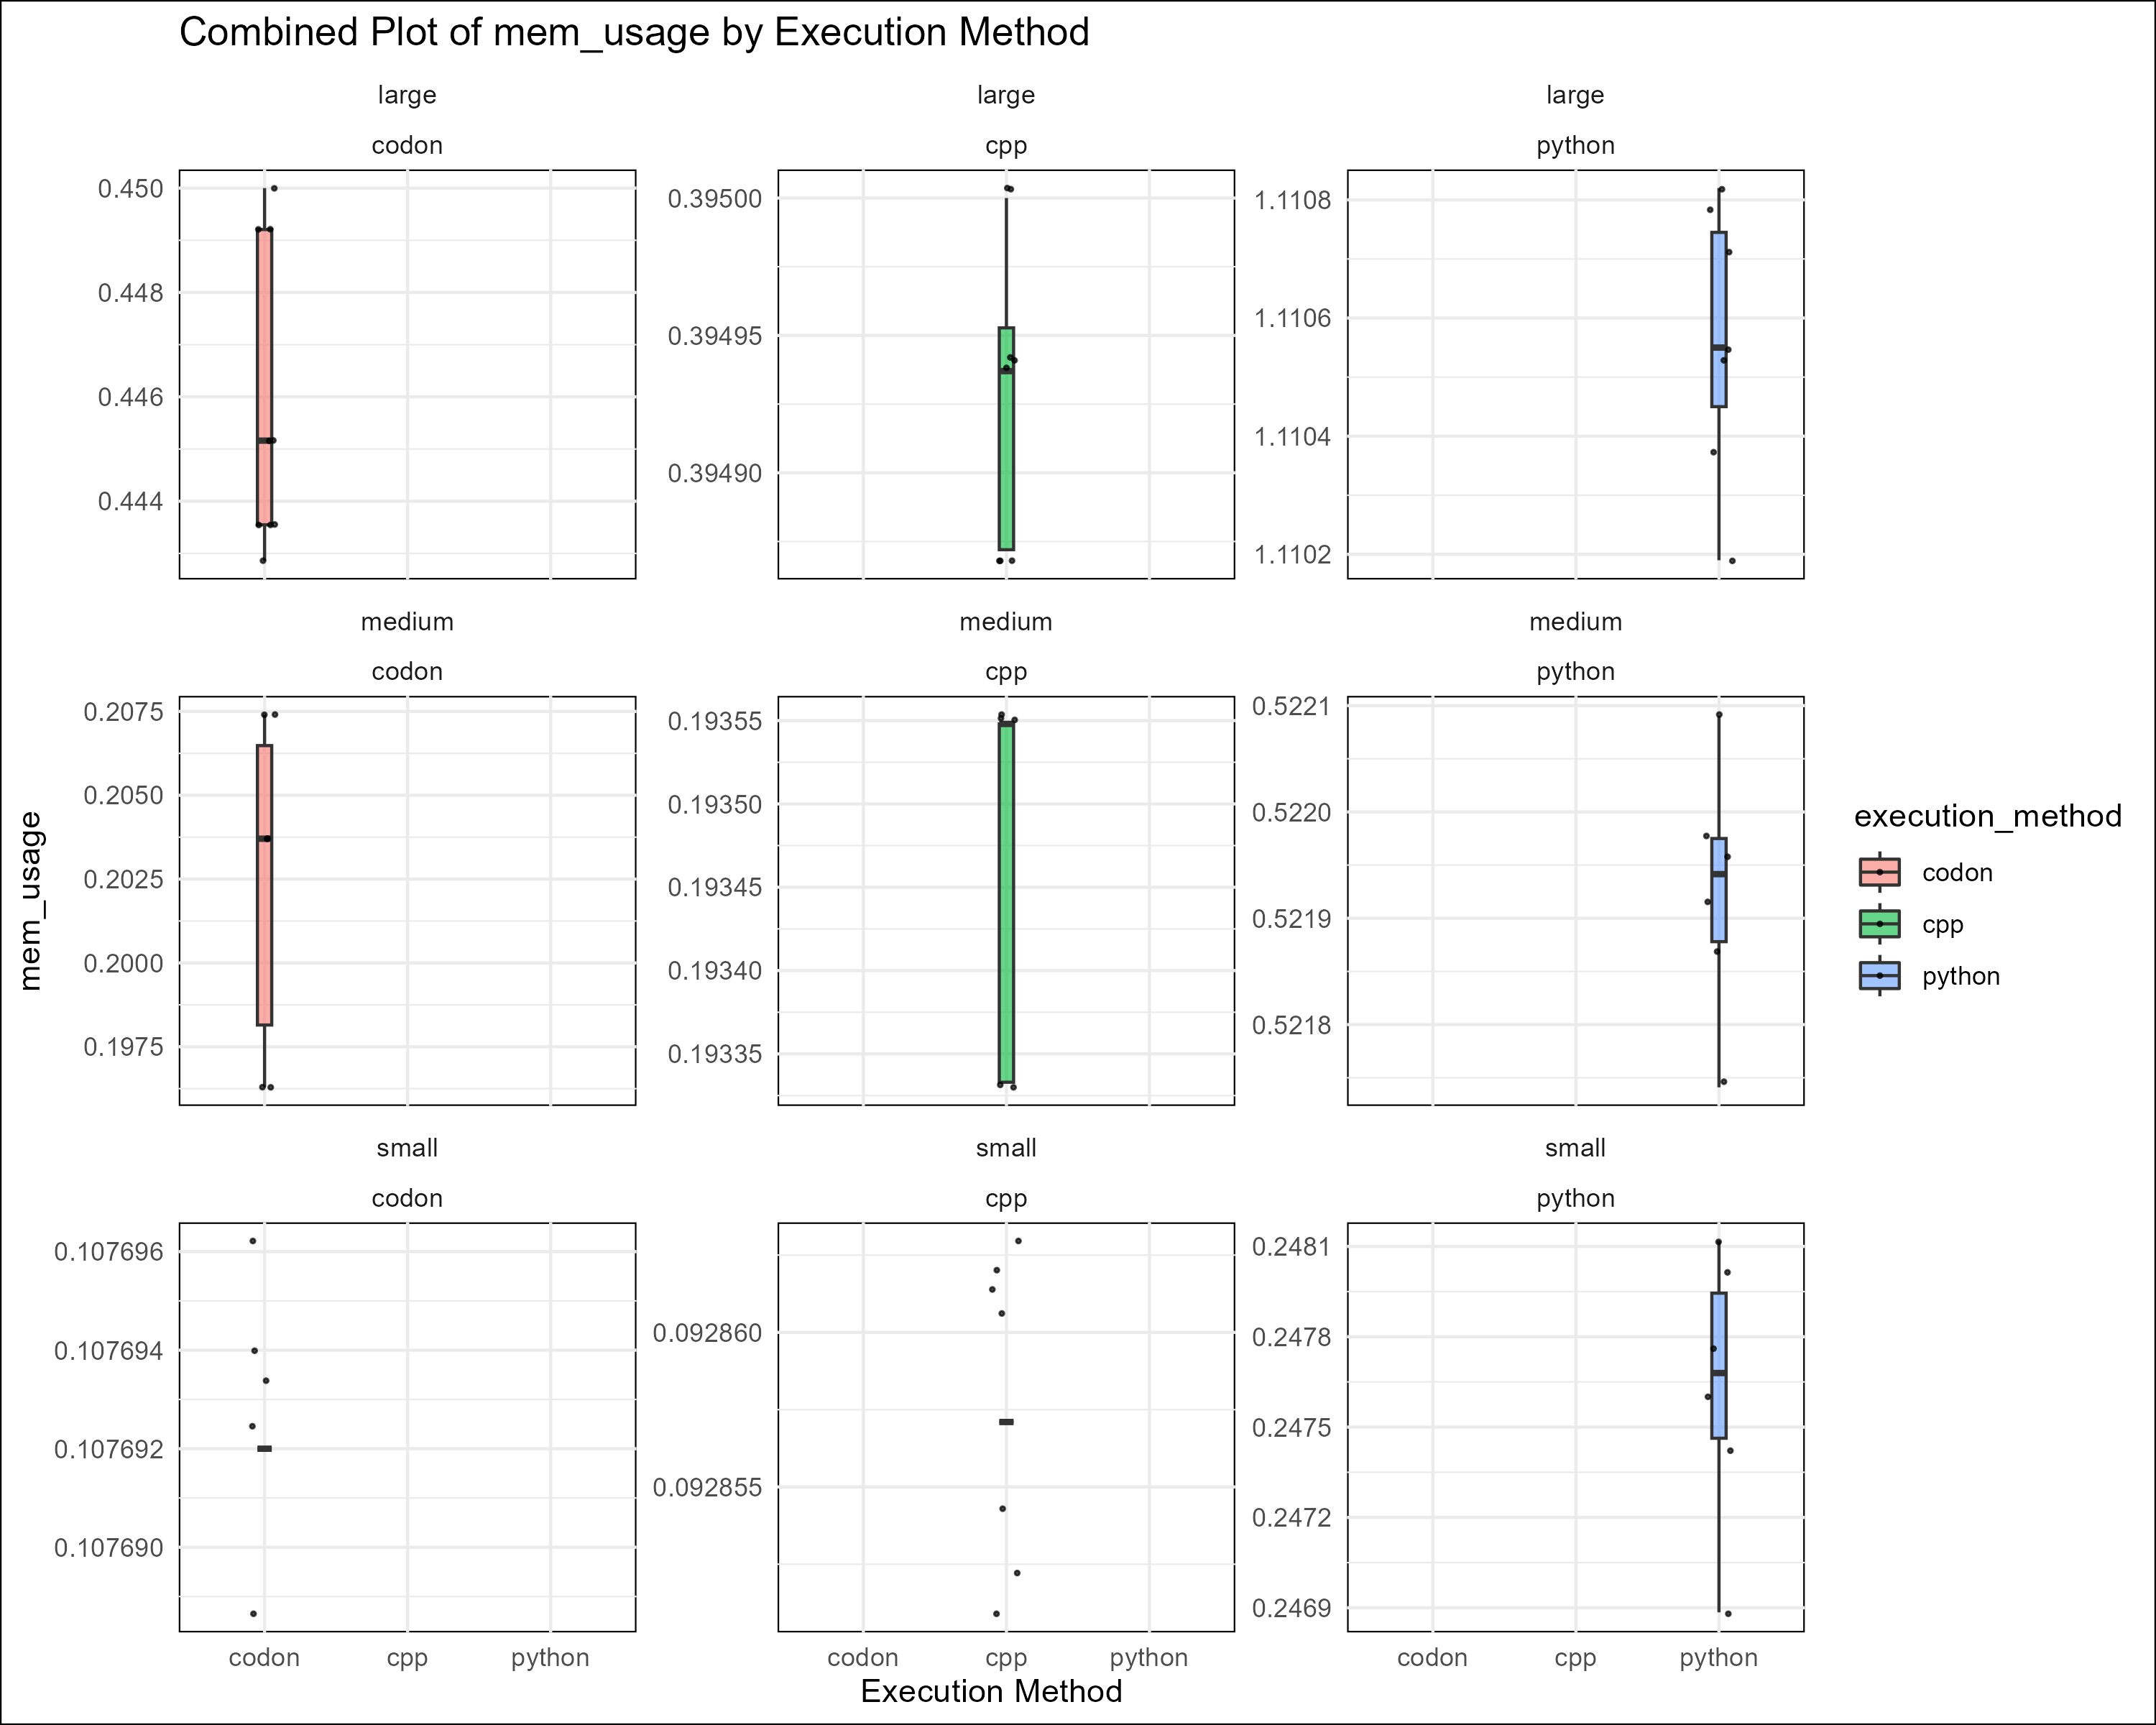 Combined Plot of mem_usage by Execution Method
large
codon
large
cpp
large
python
0.450
0.448
0.446
0.444
0.39500
0.39495
0.39490
1.1108
1.1106
1.1104
1.1102
medium
codon
medium
cpp
medium
python
0.2075
0.2050
0.2025
0.2000
0.1975
0.19355
0.19350
0.19345
0.19340
0.19335
0.5221
0.5220
0.5219
0.5218
mem_usage
small
codon
small
cpp
small
python
0.107696
0.107694
0.107692
0.107690
0.092860
0.092855
0.2481
0.2478
0.2475
0.2472
0.2469
codon cpp python
codon cpp python
codon cpp python
Execution Method
execution_method
codon
cpp
python